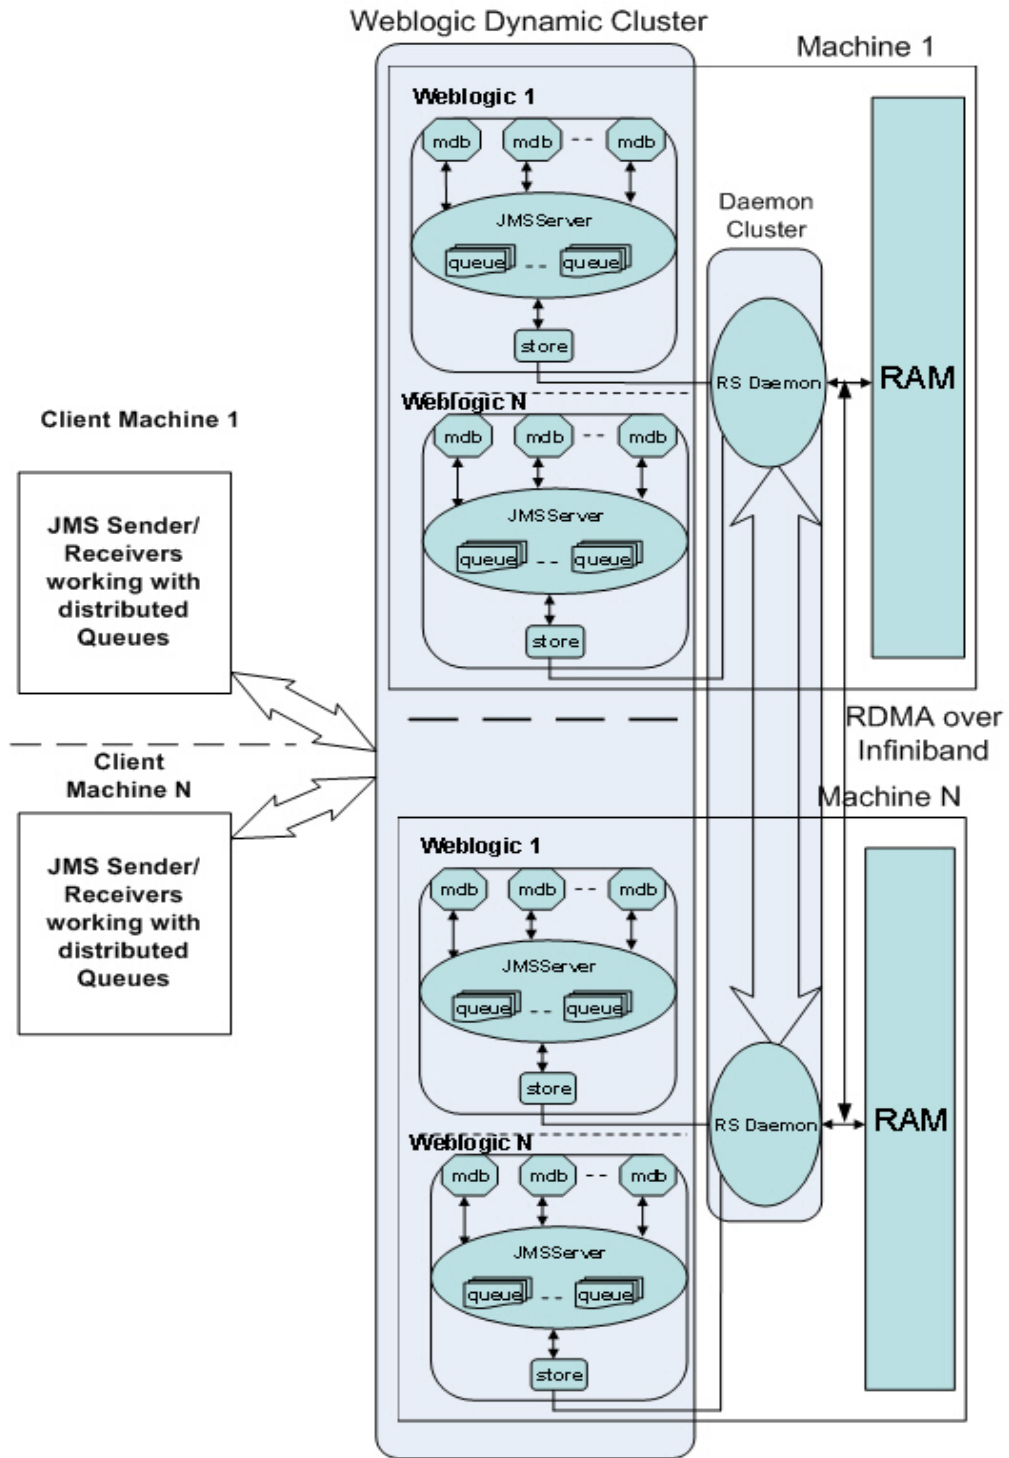 Weblogic Dynamic Cluster
Machine 1
Weblogic 1
mdb mdb -- mdb
JMSServer
queue -- queue
store
Daemon
Cluster
RS Daemon
RAM
Weblogic N
mdb mdb -- mdb
JMSServer
queue -- queue
store
Client Machine 1
JMS Sender/
Receivers
working with
distributed
Queues
RDMA over
Infiniband
Client
Machine N
JMS Sender/
Receivers
working with
distributed
Queues
Machine N
Weblogic 1
mdb mdb -- mdb
JMSServer
queue -- queue
store
RS Daemon
RAM
Weblogic N
mdb mdb -- mdb
JMSServer
queue -- queue
store